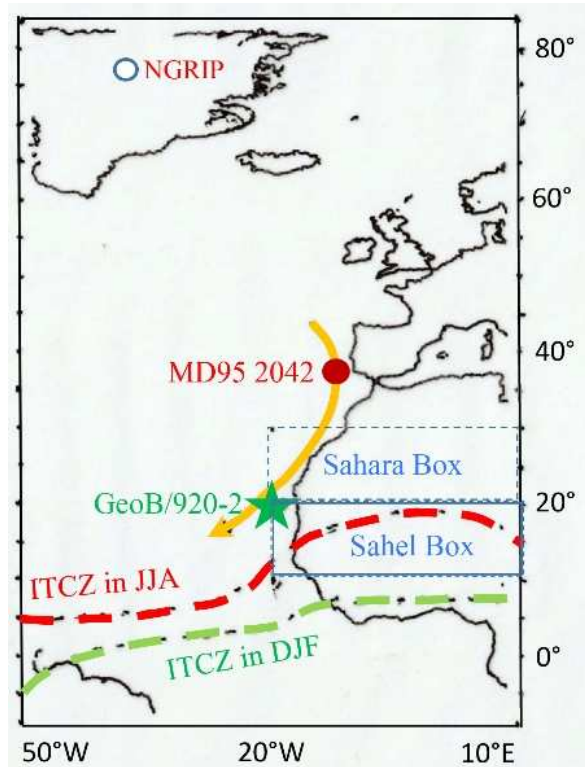 80°
NGRIP
60°
40°
MD95 2042
Sahara Box
GeoB/920-2
20°
Sahel Box
ITCZ in JJA
ITCZ in DJF
0°
50°W
20°W
10°E